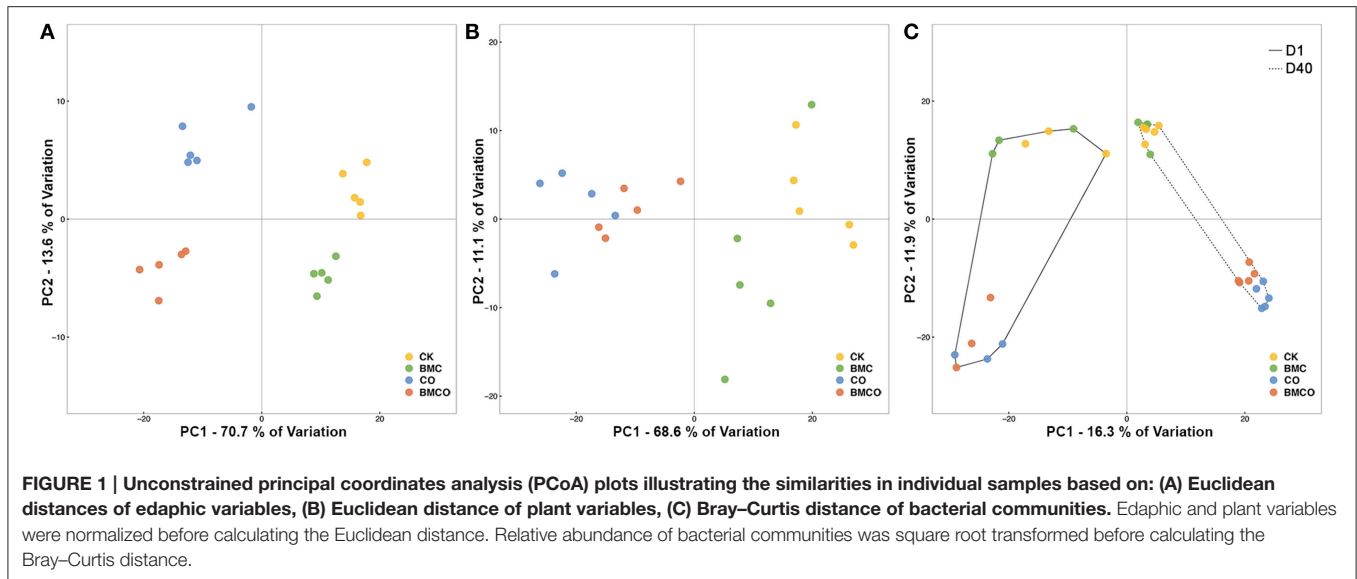 A
10
0
−10
−20
0
20
PC2 - 13.6 % of Variation
PC1 - 70.7 % of Variation
CK
BMC
CO
BMCO
B
20
10
0
−10
−20
−20
0
20
PC2 - 11.1 % of Variation
PC1 - 68.6 % of Variation
CK
BMC
CO
BMCO
C
D1
D40
20
0
−20
−20
0
20
PC2 - 11.9 % of Variation
PC1 - 16.3 % of Variation
CK
BMC
CO
BMCO
FIGURE 1 | Unconstrained principal coordinates analysis (PCoA) plots illustrating the similarities in individual samples based on: (A) Euclidean
distances of edaphic variables, (B) Euclidean distance of plant variables, (C) Bray–Curtis distance of bacterial communities. Edaphic and plant variables
were normalized before calculating the Euclidean distance. Relative abundance of bacterial communities was square root transformed before calculating the
Bray–Curtis distance.